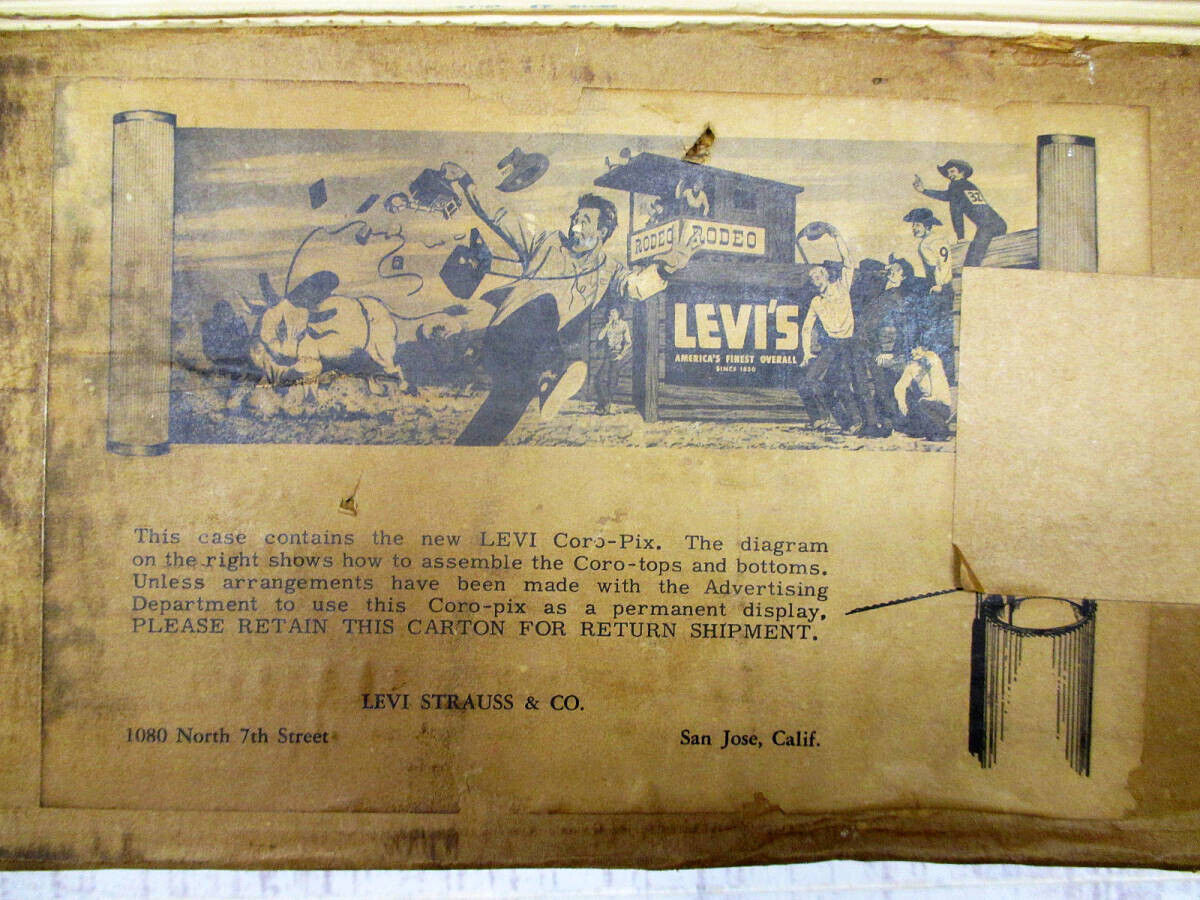 32
RODEO RODEO
9
LEVI'S
AMERICA'S FINEST OVERALL
SINCE 1850
This case contains the new LEVI Coro-Pix. The diagram
on the right shows how to assemble the Coro-tops and bottoms.
Unless arrangements have been made with the Advertising
Department to use this Coro-pix as a permanent display,
PLEASE RETAIN THIS CARTON FOR RETURN SHIPMENT.
LEVI STRAUSS & CO.
1080 North 7th Street San Jose, Calif.